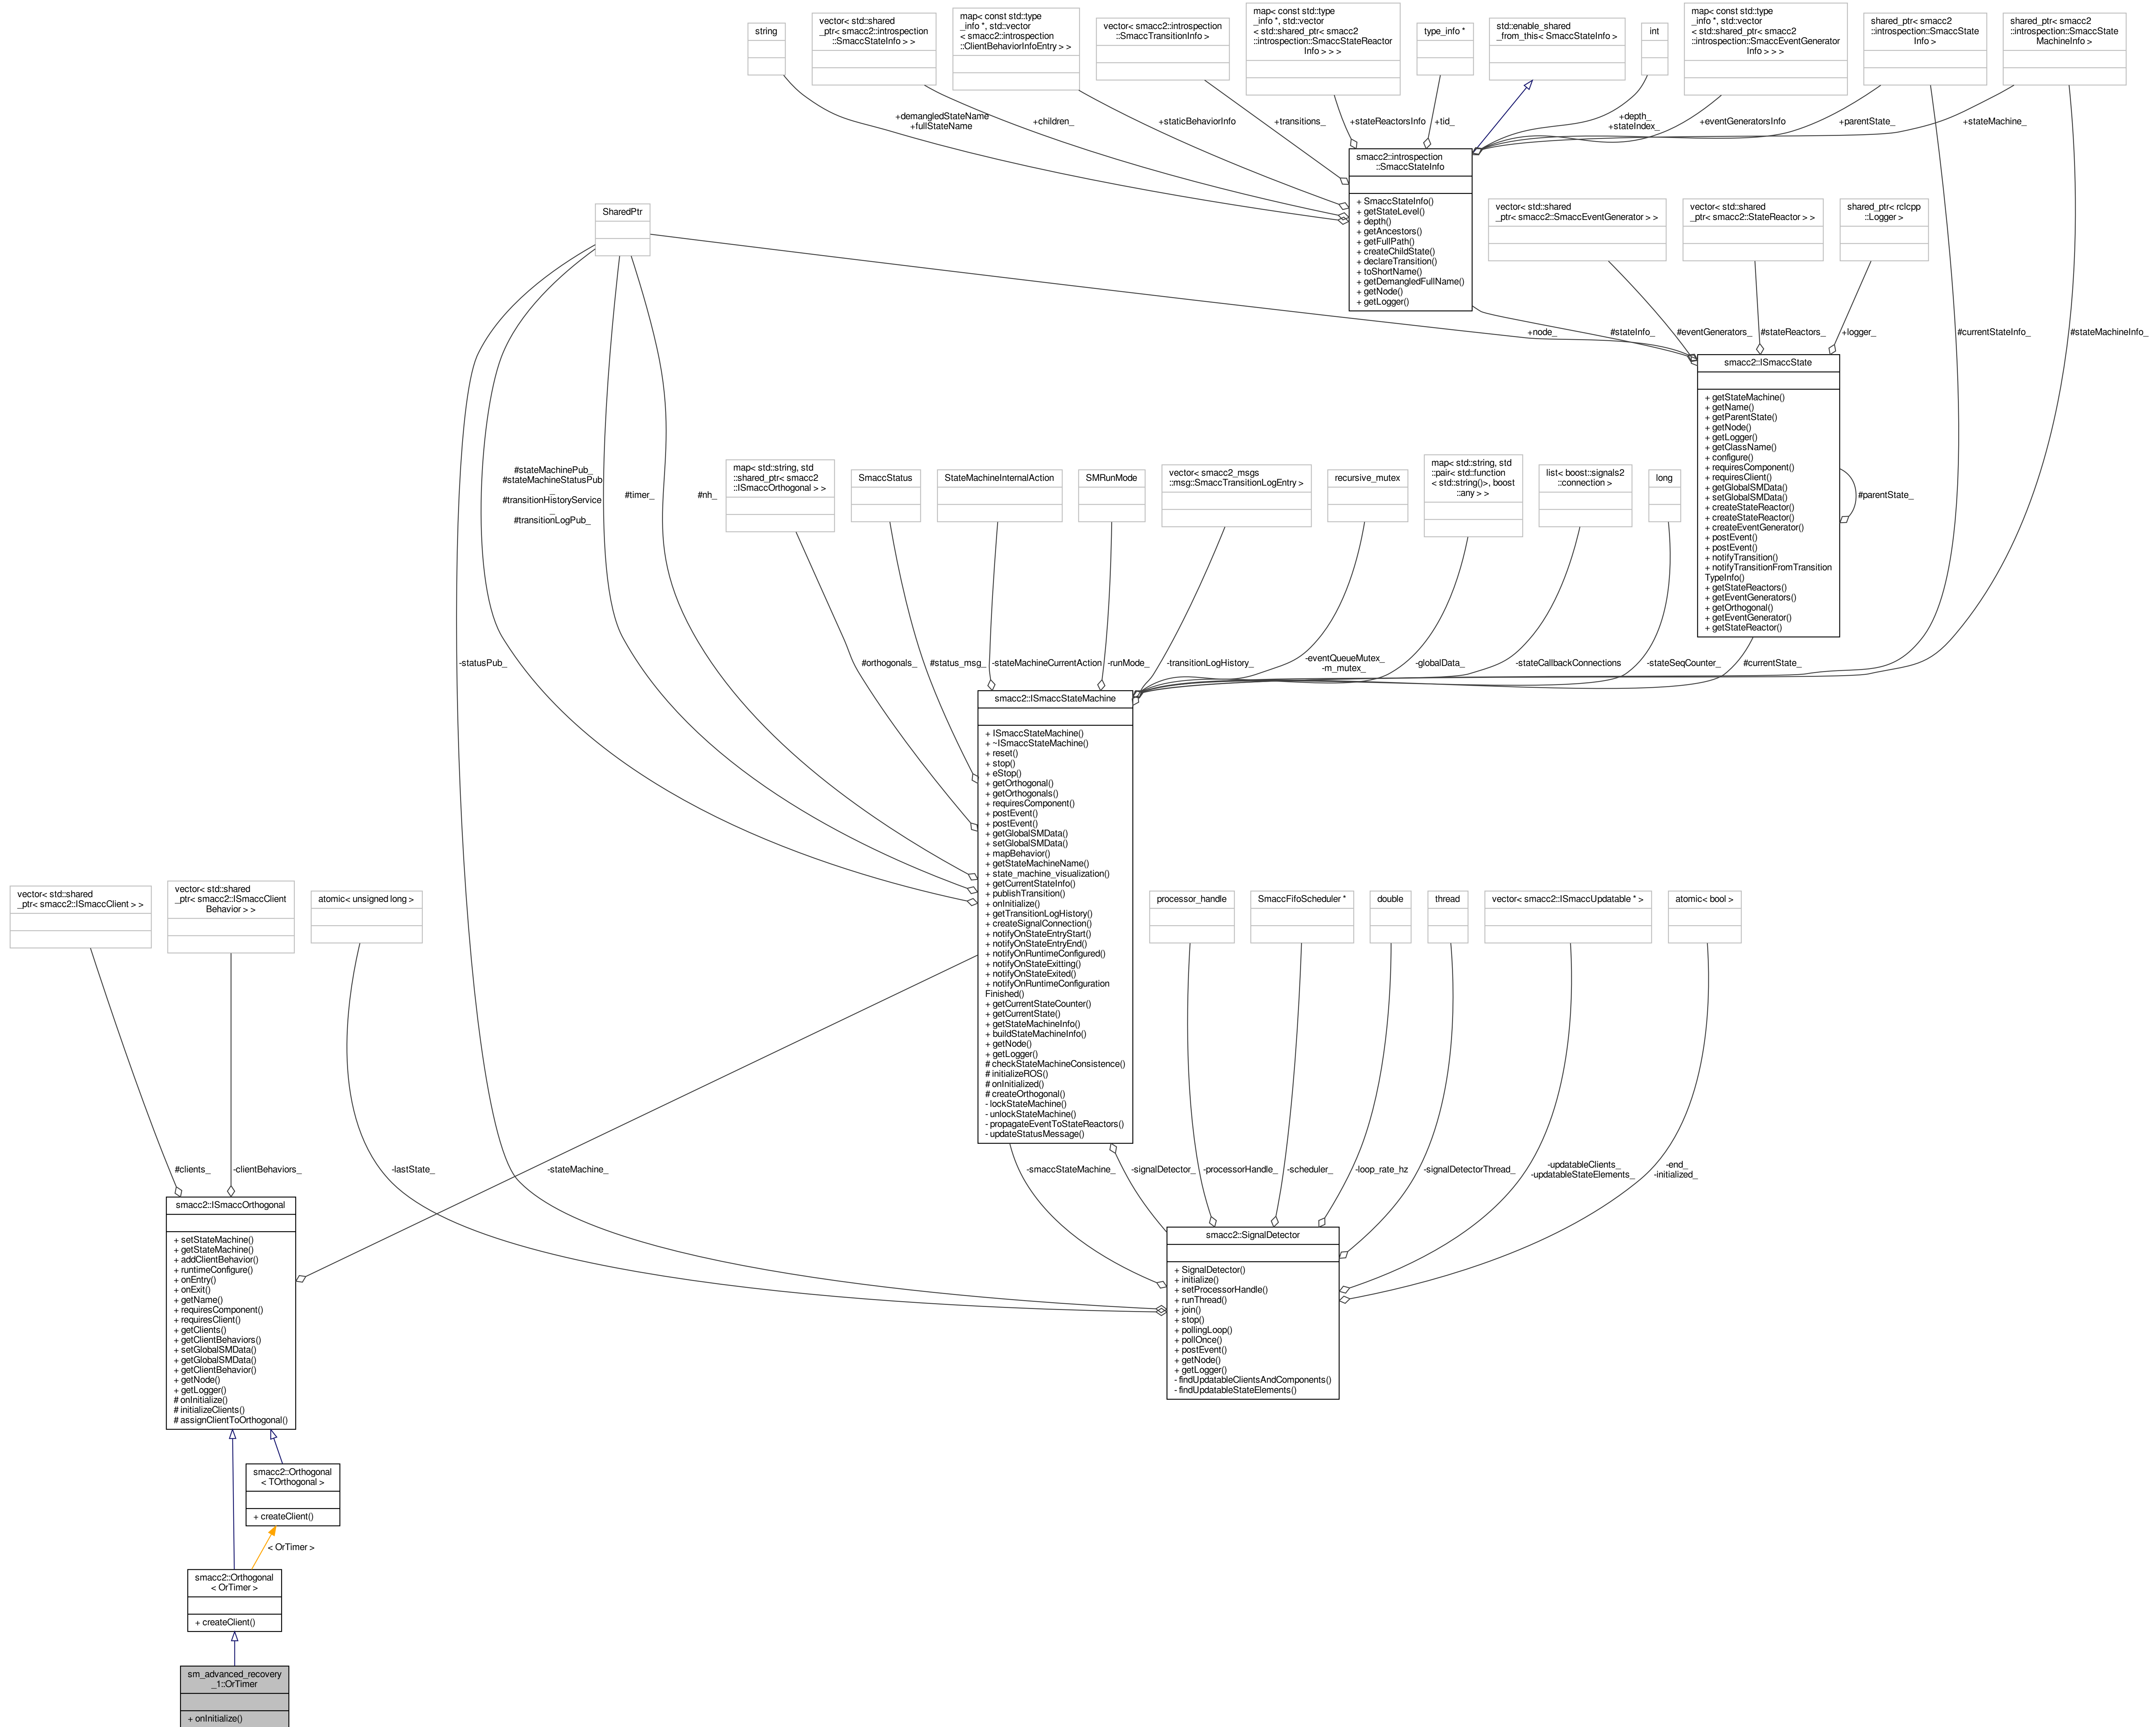 string
vector< std::shared
_ptr< smacc2::introspection
::SmaccStateInfo > >
map< const std::type
_info *, std::vector
< smacc2::introspection
::ClientBehaviorInfoEntry > >
vector< smacc2::introspection
::SmaccTransitionInfo >
map< const std::type
_info *, std::vector
< std::shared_ptr< smacc2
::introspection::SmaccStateReactor
Info > > >
type_info *
std::enable_shared
_from_this< SmaccStateInfo >
int
map< const std::type
_info *, std::vector
< std::shared_ptr< smacc2
::introspection::SmaccEventGenerator
Info > > >
shared_ptr< smacc2
::introspection::SmaccState
Info >
shared_ptr< smacc2
::introspection::SmaccState
MachineInfo >
+demangledStateName
+fullStateName
+children_
+staticBehaviorInfo
+transitions_
+stateReactorsInfo
+tid_
+depth_
+stateIndex_
+eventGeneratorsInfo
+parentState_
+stateMachine_
smacc2::introspection
::SmaccStateInfo
+ SmaccStateInfo()
+ getStateLevel()
+ depth()
+ getAncestors()
+ getFullPath()
+ createChildState()
+ declareTransition()
+ toShortName()
+ getDemangledFullName()
+ getNode()
+ getLogger()
SharedPtr
vector< std::shared
_ptr< smacc2::SmaccEventGenerator > >
vector< std::shared
_ptr< smacc2::StateReactor > >
shared_ptr< rclcpp
::Logger >
+node_
#stateInfo_
#eventGenerators_
#stateReactors_
+logger_
#currentStateInfo_
#stateMachineInfo_
smacc2::ISmaccState
+ getStateMachine()
+ getName()
+ getParentState()
+ getNode()
+ getLogger()
+ getClassName()
+ configure()
+ requiresComponent()
+ requiresClient()
+ getGlobalSMData()
+ setGlobalSMData()
+ createStateReactor()
+ createStateReactor()
+ createEventGenerator()
+ postEvent()
+ postEvent()
+ notifyTransition()
+ notifyTransitionFromTransition
TypeInfo()
+ getStateReactors()
+ getEventGenerators()
+ getOrthogonal()
+ getEventGenerator()
+ getStateReactor()
#parentState_
#stateMachinePub_
#stateMachineStatusPub
_
#transitionHistoryService
_
#transitionLogPub_
#timer_
#nh_
map< std::string, std
::shared_ptr< smacc2
::ISmaccOrthogonal > >
SmaccStatus
StateMachineInternalAction
SMRunMode
vector< smacc2_msgs
::msg::SmaccTransitionLogEntry >
recursive_mutex
map< std::string, std
::pair< std::function
< std::string()>, boost
::any > >
list< boost::signals2
::connection >
long
-statusPub_
#orthogonals_
#status_msg_
-stateMachineCurrentAction
-runMode_
-transitionLogHistory_
-eventQueueMutex_
-m_mutex_
-globalData_
-stateCallbackConnections
-stateSeqCounter_
#currentState_
smacc2::ISmaccStateMachine
+ ISmaccStateMachine()
+ ~ISmaccStateMachine()
+ reset()
+ stop()
+ eStop()
+ getOrthogonal()
+ getOrthogonals()
+ requiresComponent()
+ postEvent()
+ postEvent()
+ getGlobalSMData()
+ setGlobalSMData()
+ mapBehavior()
+ getStateMachineName()
+ state_machine_visualization()
+ getCurrentStateInfo()
+ publishTransition()
+ onInitialize()
+ getTransitionLogHistory()
+ createSignalConnection()
+ notifyOnStateEntryStart()
+ notifyOnStateEntryEnd()
+ notifyOnRuntimeConfigured()
+ notifyOnStateExitting()
+ notifyOnStateExited()
+ notifyOnRuntimeConfiguration
Finished()
+ getCurrentStateCounter()
+ getCurrentState()
+ getStateMachineInfo()
+ buildStateMachineInfo()
+ getNode()
+ getLogger()
# checkStateMachineConsistence()
# initializeROS()
# onInitialized()
# createOrthogonal()
- lockStateMachine()
- unlockStateMachine()
- propagateEventToStateReactors()
- updateStatusMessage()
vector< std::shared
_ptr< smacc2::ISmaccClient > >
vector< std::shared
_ptr< smacc2::ISmaccClient
Behavior > >
atomic< unsigned long >
processor_handle
SmaccFifoScheduler *
double
thread
vector< smacc2::ISmaccUpdatable * >
atomic< bool >
#clients_
-clientBehaviors_
-lastState_
-stateMachine_
-smaccStateMachine_
-signalDetector_
-processorHandle_
-scheduler_
-loop_rate_hz
-signalDetectorThread_
-updatableClients_
-updatableStateElements_
-end_
-initialized_
smacc2::ISmaccOrthogonal
+ setStateMachine()
+ getStateMachine()
+ addClientBehavior()
+ runtimeConfigure()
+ onEntry()
+ onExit()
+ getName()
+ requiresComponent()
+ requiresClient()
+ getClients()
+ getClientBehaviors()
+ setGlobalSMData()
+ getGlobalSMData()
+ getClientBehavior()
+ getNode()
+ getLogger()
# onInitialize()
# initializeClients()
# assignClientToOrthogonal()
smacc2::SignalDetector
+ SignalDetector()
+ initialize()
+ setProcessorHandle()
+ runThread()
+ join()
+ stop()
+ pollingLoop()
+ pollOnce()
+ postEvent()
+ getNode()
+ getLogger()
- findUpdatableClientsAndComponents()
- findUpdatableStateElements()
smacc2::Orthogonal
< TOrthogonal >
+ createClient()
< OrTimer >
smacc2::Orthogonal
< OrTimer >
+ createClient()
sm_advanced_recovery
_1::OrTimer
+ onInitialize()